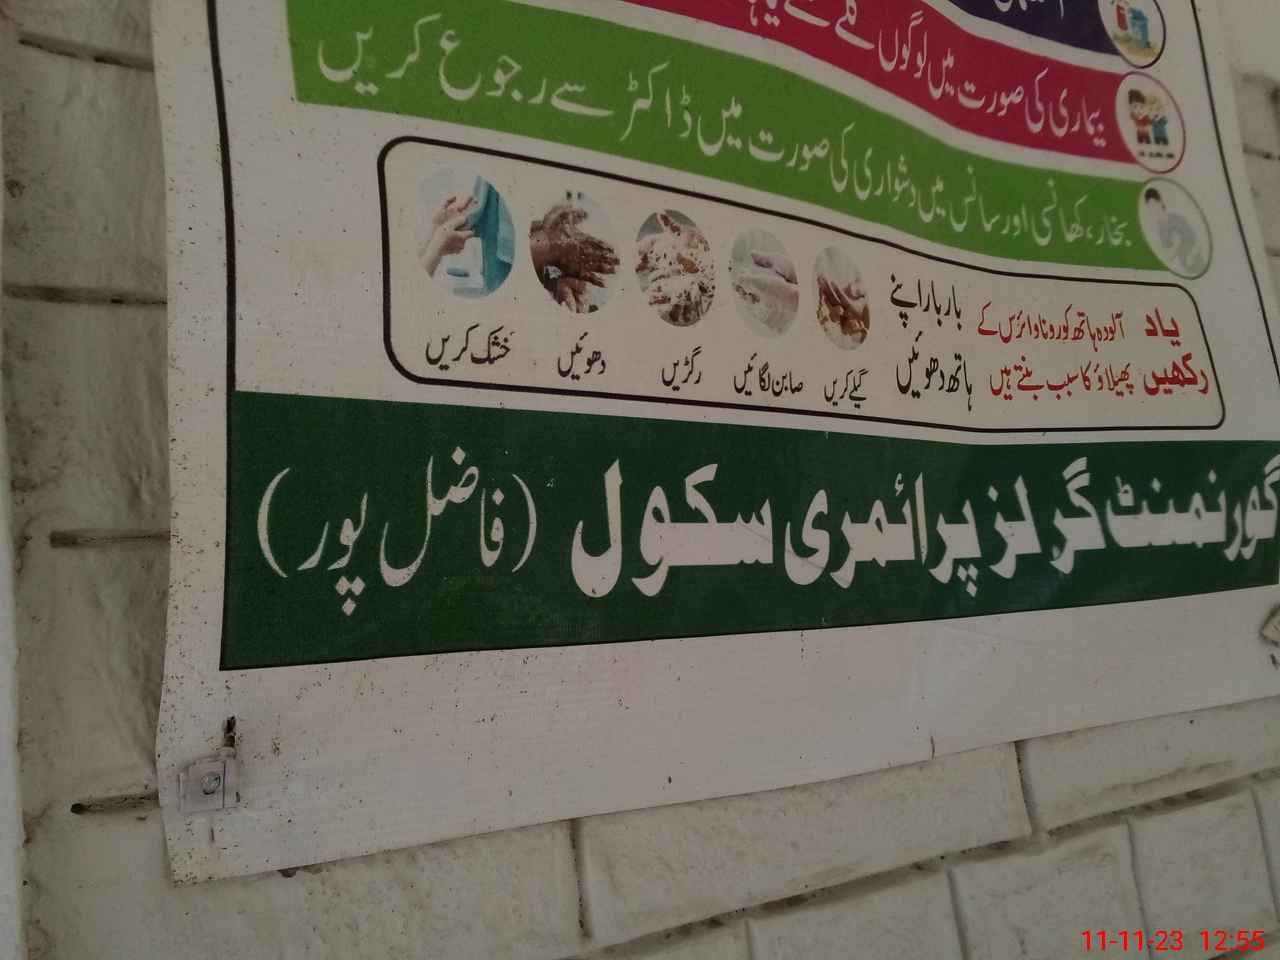 بیماری کی صورت میں لوگوں گلے
بخار، کھانسی اور سانس میں دشواری کی صورت میں ڈاکٹر سے رجوع کریں
یاد رکھیں
آلودہ ہاتھ کورونا وائرس کے
پھیلاؤ کا سبب بنتے ہیں
بار بار اپنے
ہاتھ دھوئیں
گیلے کریں
صابن لگائیں
رگڑیں
دھوئیں
خشک کریں
گورنمنٹ گرلز پرائمری سکول (فاضل پور)
11-11-23 12:55